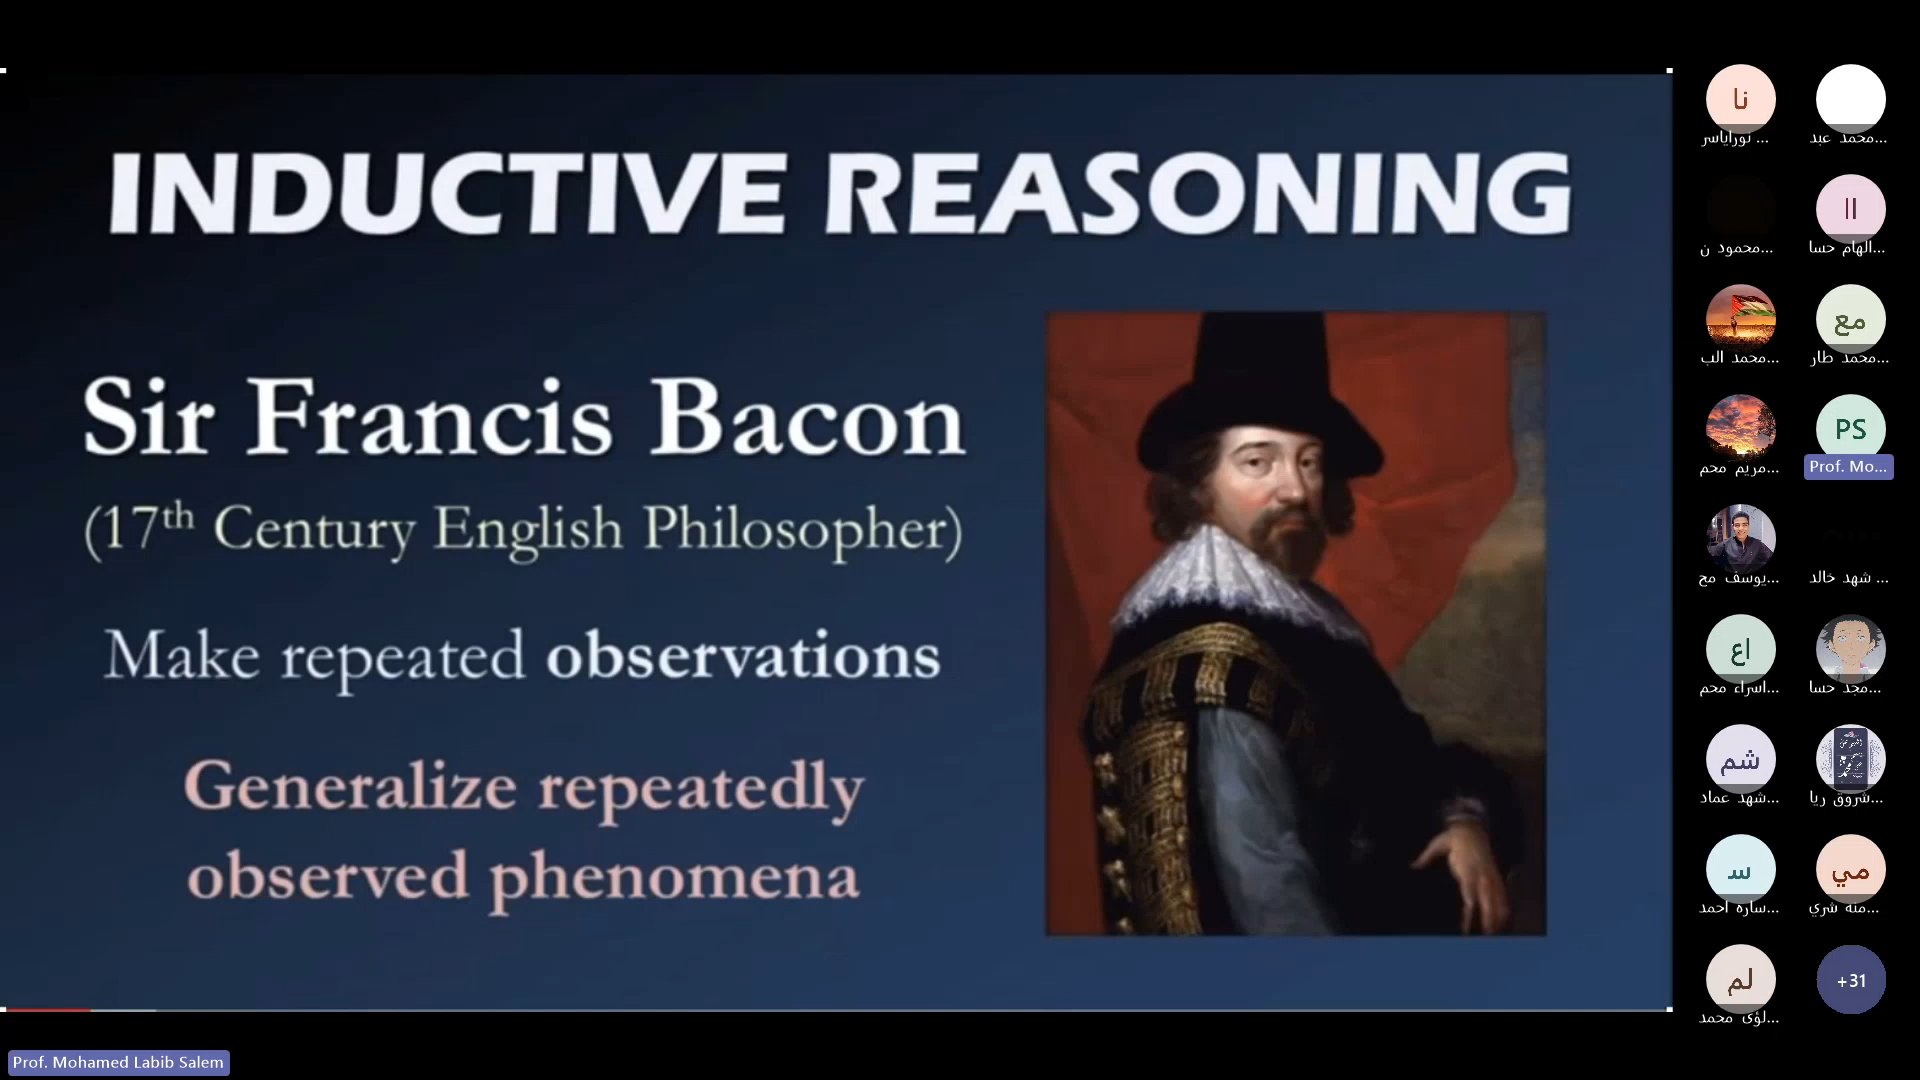 INDUCTIVE REASONING
Sir Francis Bacon
(17th Century English Philosopher)
Make repeated observations
Generalize repeatedly
observed phenomena
Prof. Mohamed Labib Salem
نا
نوراياسر ...
محمد عبد...
محمود ن...
اا
الهام حسا...
محمد الب...
مع
محمد طار...
مريم محم...
PS
Prof. Mo...
يوسف مح...
شهد خالد ...
اع
اسراء محم...
مجد حسا...
شم
شهد عماد...
شروق ريا...
س
ساره احمد...
مي
منة شري...
لم
لؤى محمد...
+31